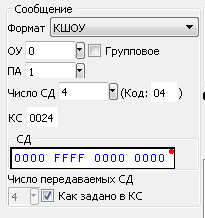 Сообщение
Формат КШОУ
ОУ 0 Групповое
ПА 1
Число СД 4 (Код: 04 )
КС 0024
СД
0000 FFFF 0000 0000
Число передаваемых СД
4 Как задано в КС